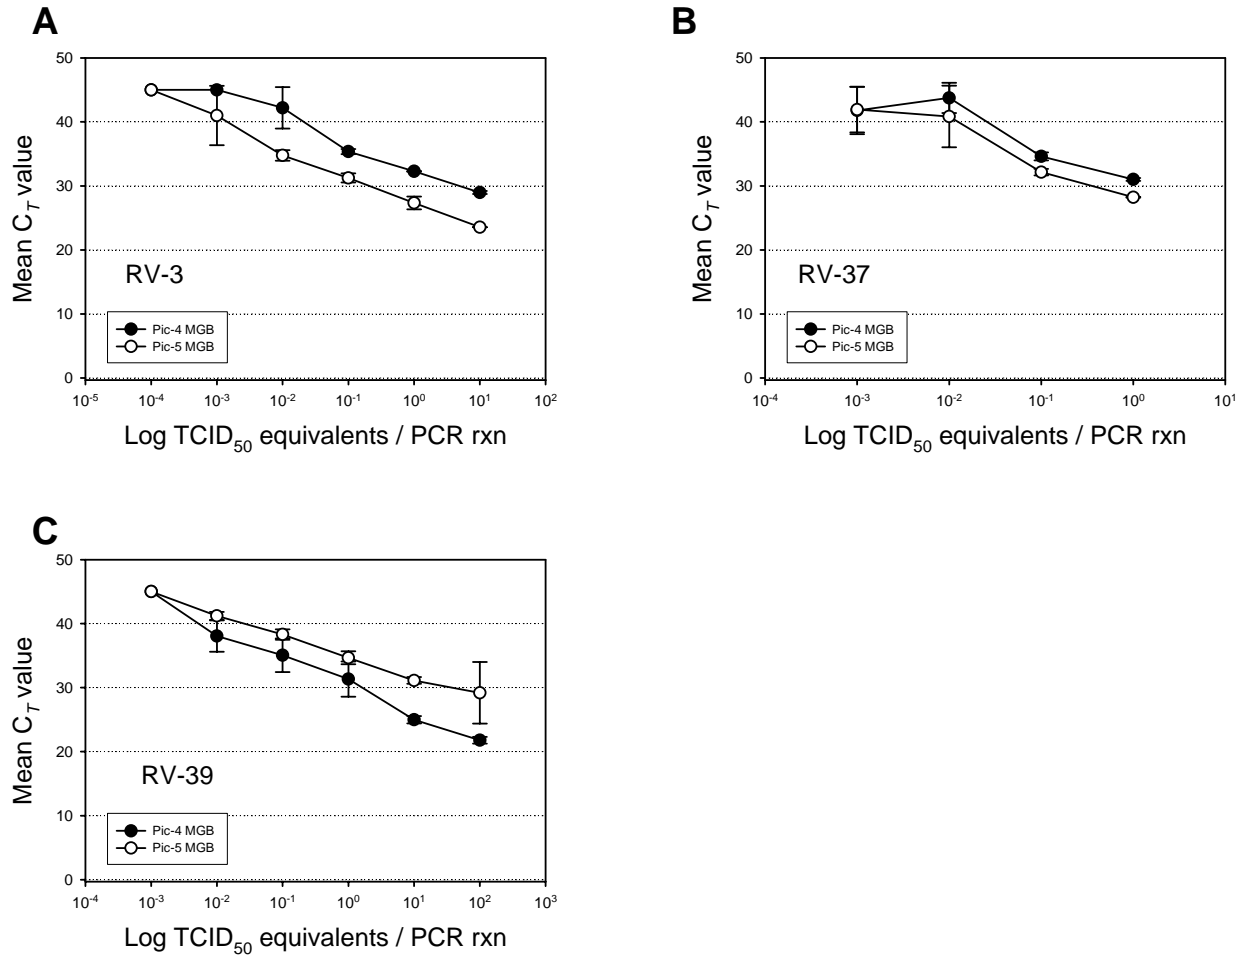 A
50
40
30
20
10
0
Mean C_T value
RV-3
Pic-4 MGB
Pic-5 MGB
10⁻⁵ 10⁻⁴ 10⁻³ 10⁻² 10⁻¹ 10⁰ 10¹ 10²
Log TCID₅₀ equivalents / PCR rxn
B
50
40
30
20
10
0
Mean C_T value
RV-37
Pic-4 MGB
Pic-5 MGB
10⁻⁴ 10⁻³ 10⁻² 10⁻¹ 10⁰ 10¹
Log TCID₅₀ equivalents / PCR rxn
C
50
40
30
20
10
0
Mean C_T value
RV-39
Pic-4 MGB
Pic-5 MGB
10⁻⁴ 10⁻³ 10⁻² 10⁻¹ 10⁰ 10¹ 10² 10³
Log TCID₅₀ equivalents / PCR rxn